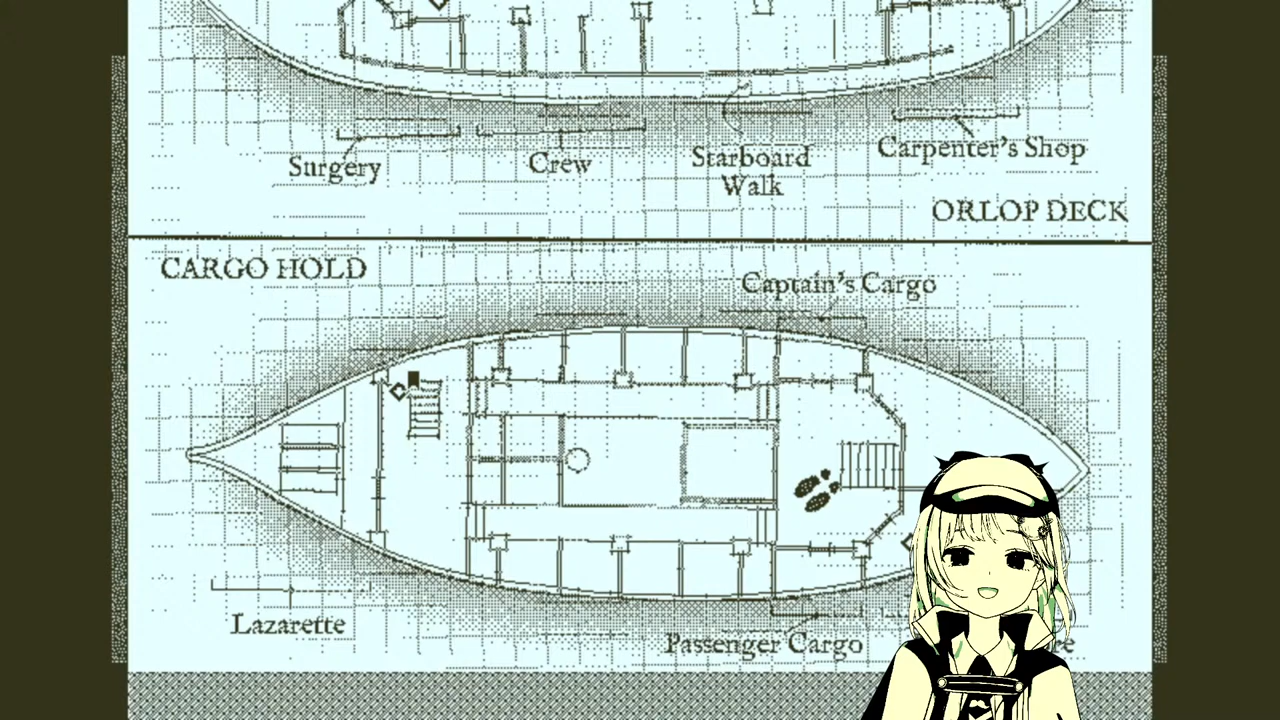 Surgery
Crew
Starboard
Walk
Carpenter's Shop
ORLOP DECK
CARGO HOLD
Captain's Cargo
Lazarette
Passenger Cargo